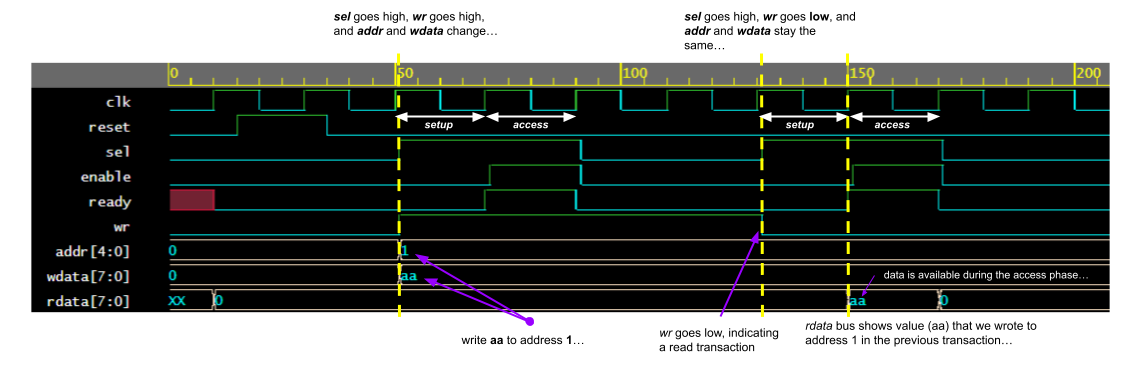 sel goes high, wr goes high,
and addr and wdata change…
sel goes high, wr goes low, and
addr and wdata stay the
same…
0
50
100
150
200
clk
setup
access
setup
access
reset
sel
enable
ready
wr
addr[4:0]
0
1
wdata[7:0]
0
aa
data is available during the access phase…
rdata[7:0]
XX
0
aa
0
write aa to address 1…
wr goes low, indicating
a read transaction
rdata bus shows value (aa) that we wrote to
address 1 in the previous transaction…